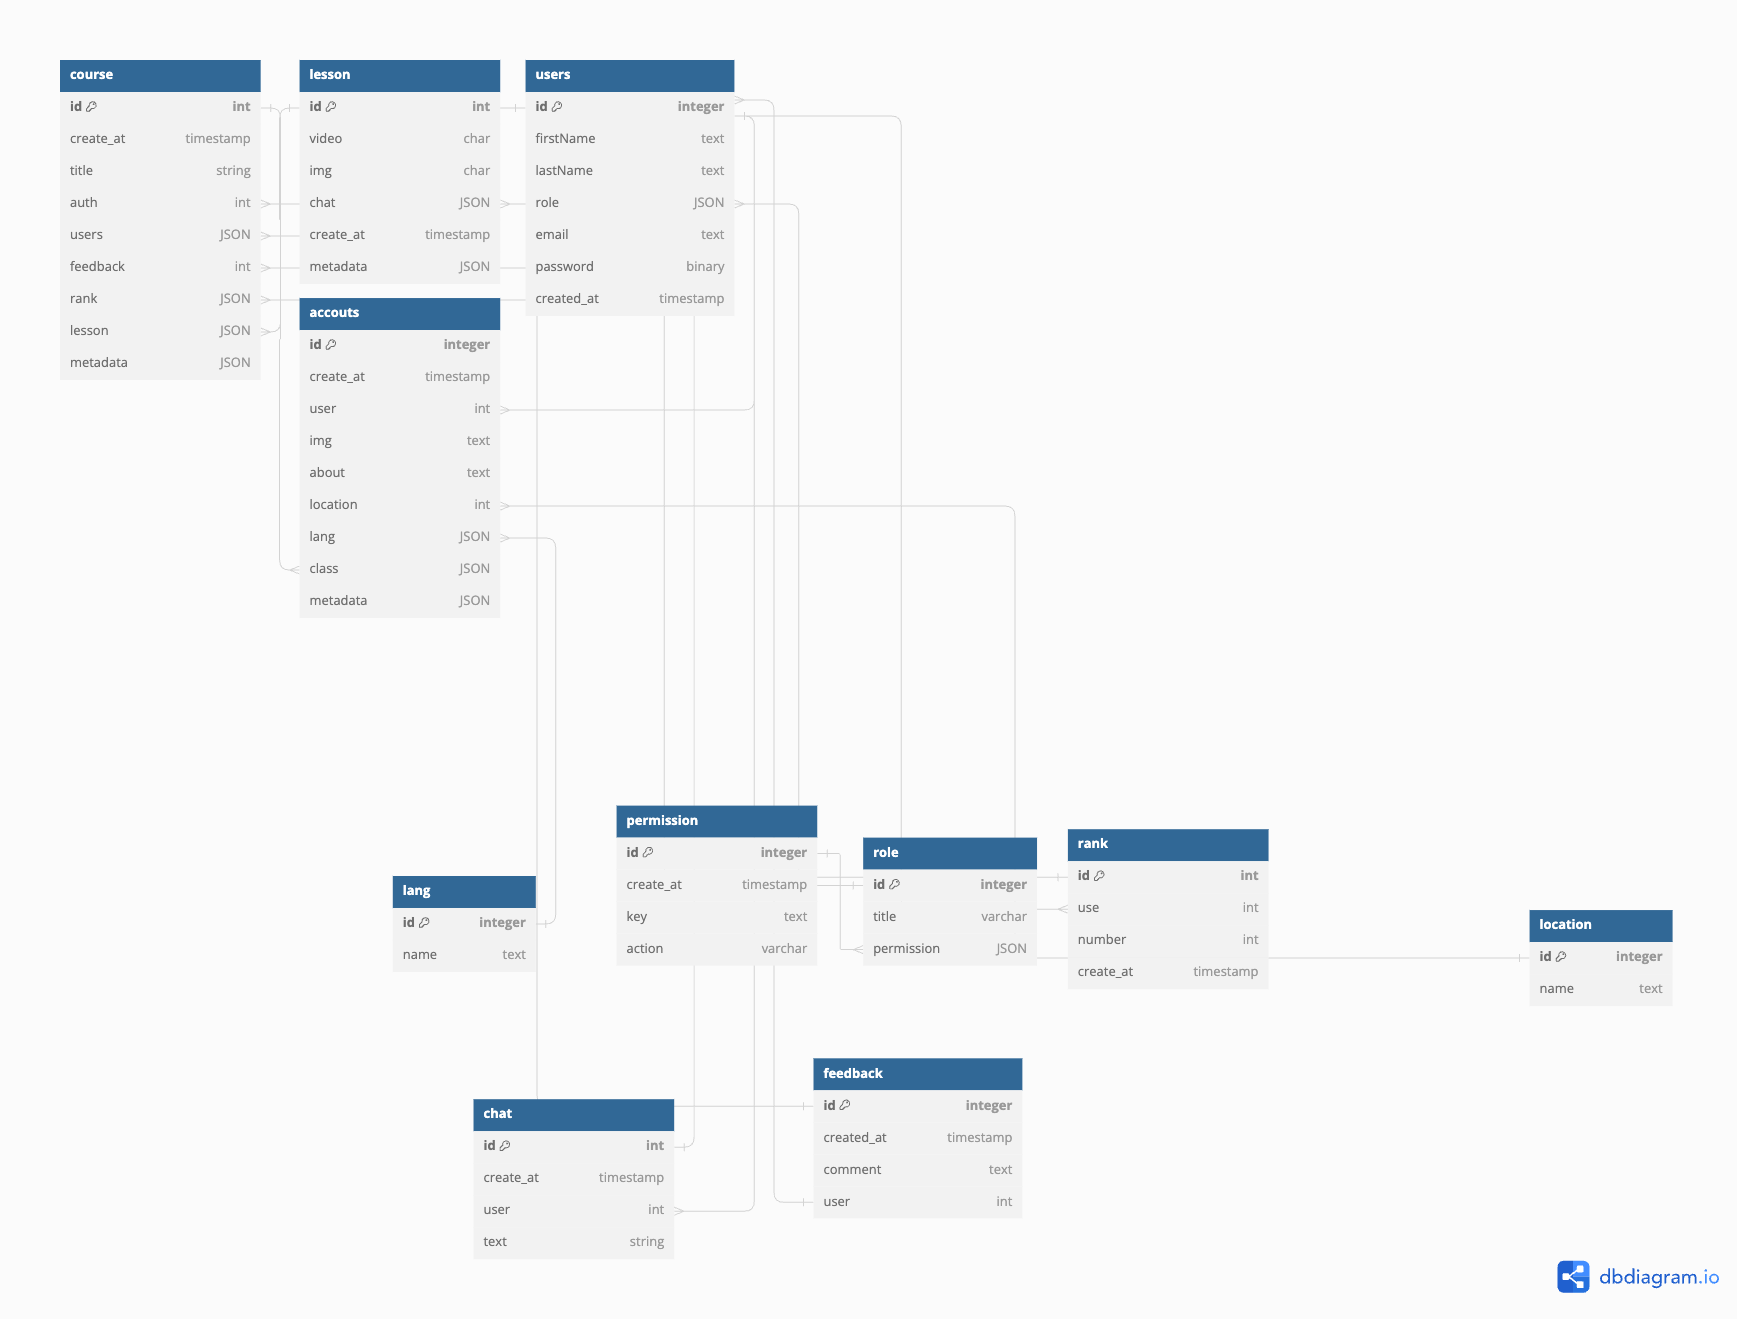 course
id int
create_at timestamp
title string
auth int
users JSON
feedback int
rank JSON
lesson JSON
metadata JSON
lesson
id int
video char
img char
chat JSON
create_at timestamp
metadata JSON
users
id integer
firstName text
lastName text
role JSON
email text
password binary
created_at timestamp
accouts
id integer
create_at timestamp
user int
img text
about text
location int
lang JSON
class JSON
metadata JSON
permission
id integer
create_at timestamp
key text
action varchar
role
id integer
title varchar
permission JSON
rank
id int
use int
number int
create_at timestamp
lang
id integer
name text
location
id integer
name text
feedback
id integer
created_at timestamp
comment text
user int
chat
id int
create_at timestamp
user int
text string
dbdiagram.io